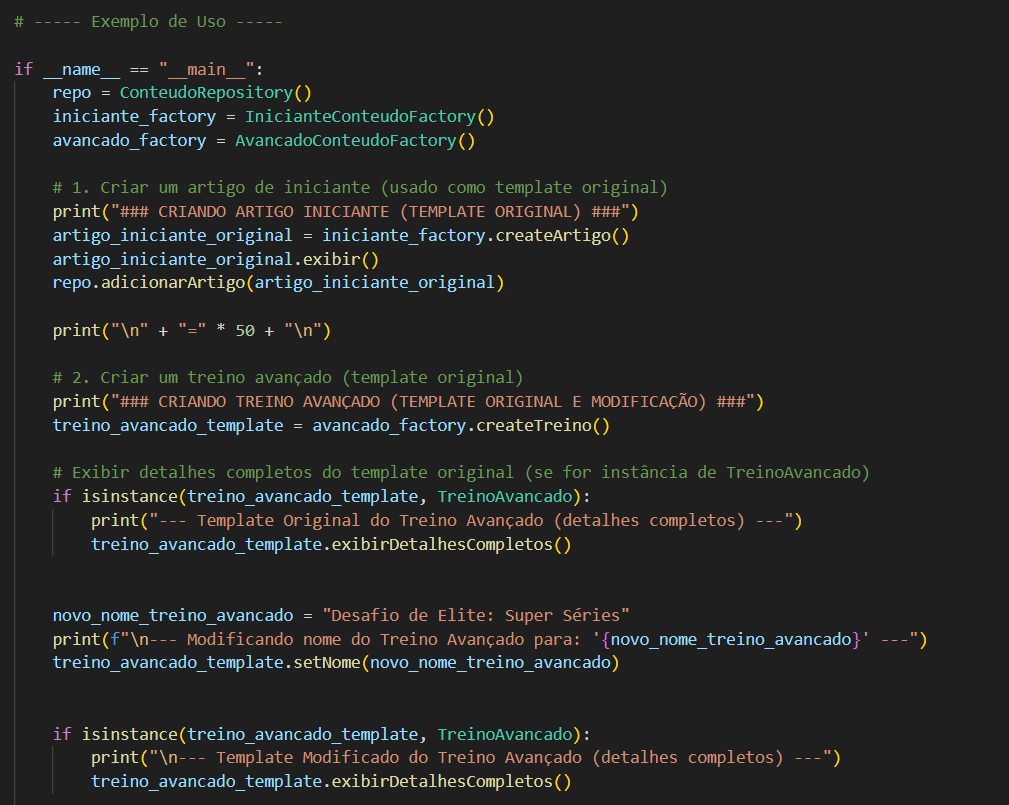 # ----- Exemplo de Uso -----
if __name__ == "__main__":
repo = ConteudoRepository()
iniciante_factory = InicianteConteudoFactory()
avancado_factory = AvancadoConteudoFactory()
# 1. Criar um artigo de iniciante (usado como template original)
print("### CRIANDO ARTIGO INICIANTE (TEMPLATE ORIGINAL) ###")
artigo_iniciante_original = iniciante_factory.createArtigo()
artigo_iniciante_original.exibir()
repo.adicionarArtigo(artigo_iniciante_original)
print("\n" + "=" * 50 + "\n")
# 2. Criar um treino avançado (template original)
print("### CRIANDO TREINO AVANÇADO (TEMPLATE ORIGINAL E MODIFICAÇÃO) ###")
treino_avancado_template = avancado_factory.createTreino()
# Exibir detalhes completos do template original (se for instância de TreinoAvancado)
if isinstance(treino_avancado_template, TreinoAvancado):
print("--- Template Original do Treino Avançado (detalhes completos) ---")
treino_avancado_template.exibirDetalhesCompletos()
novo_nome_treino_avancado = "Desafio de Elite: Super Séries"
print(f"\n--- Modificando nome do Treino Avançado para: '{novo_nome_treino_avancado}' ---")
treino_avancado_template.setNome(novo_nome_treino_avancado)
if isinstance(treino_avancado_template, TreinoAvancado):
print("\n--- Template Modificado do Treino Avançado (detalhes completos) ---")
treino_avancado_template.exibirDetalhesCompletos()